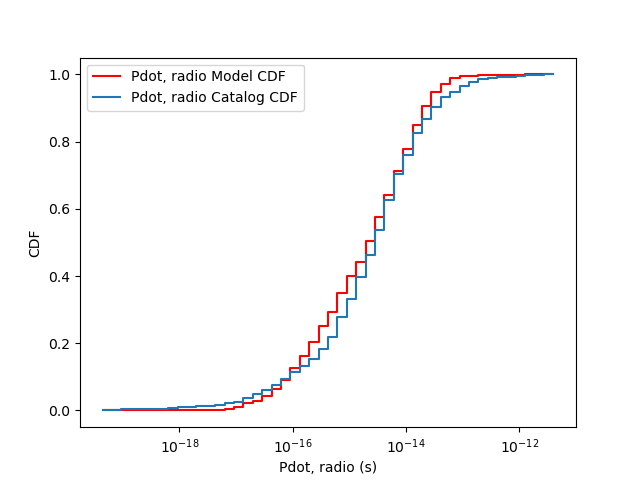 Pdot, radio Model CDF
Pdot, radio Catalog CDF
1.0
0.8
0.6
0.4
0.2
0.0
CDF
10⁻¹⁸ 10⁻¹⁶ 10⁻¹⁴ 10⁻¹²
Pdot, radio (s)